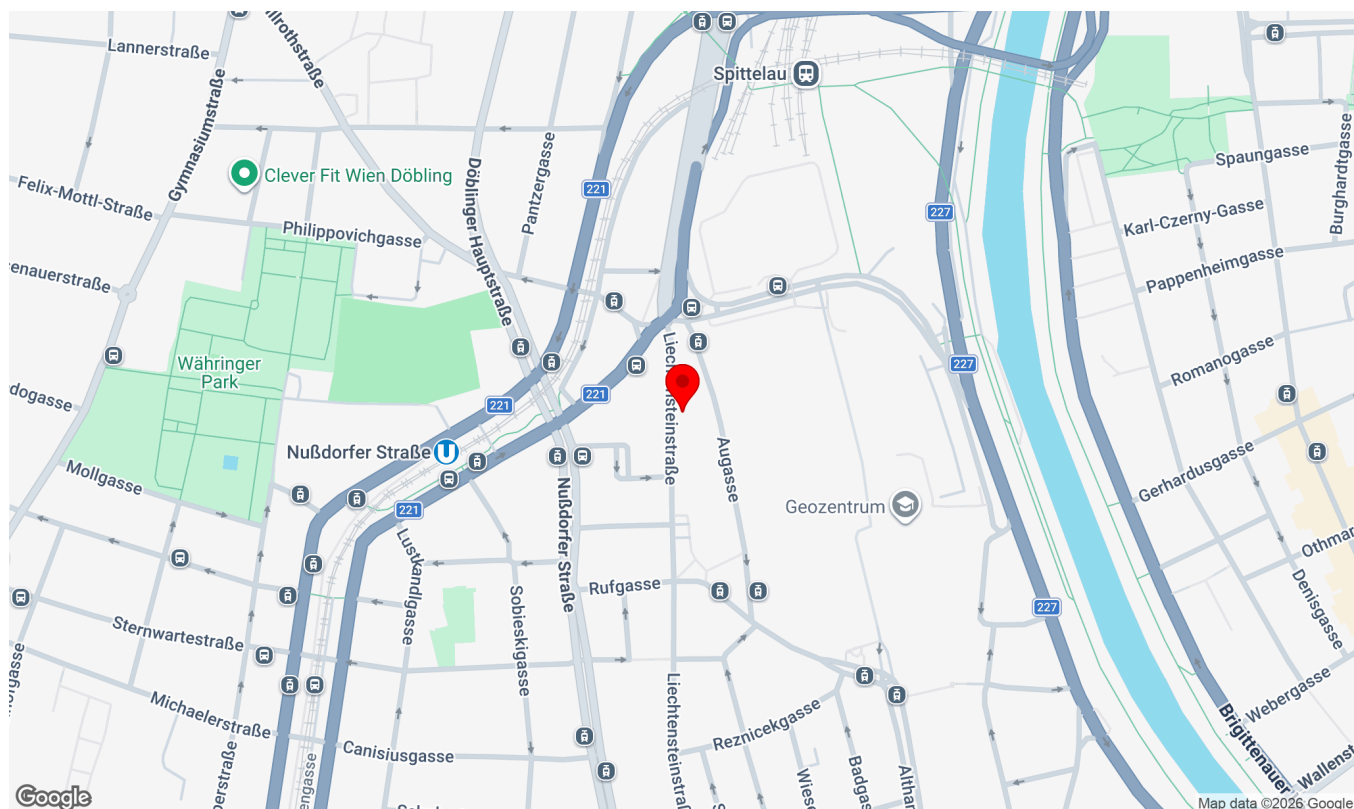 Lannerstraße
Spittelau
Gymnasiumstraße
Döblinger Hauptstraße
Pantzergasse
Clever Fit Wien Döbling
221
Felix-Mottl-Straße
Philippovichgasse
227
Spaungasse
Burghardtgasse
Karl-Czerny-Gasse
Pappenheimgasse
Währinger
Park
Liechtensteinstraße
227
Romanogasse
221
221
Nußdorfer Straße
U
Augasse
Mollgasse
Gerhardusgasse
221
Geozentrum
Lustkandlgasse
Nußdorfer Straße
Sobieskigasse
Rufgasse
227
Denisgasse
Sternwartestraße
Michaelerstraße
Canisiusgasse
Liechtensteinstraße
Reznicekgasse
Webergasse
Google
Map data ©2026 Google